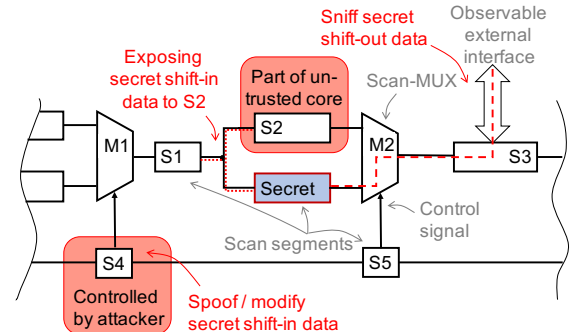 Sniff secret
shift-out data
Observable
external
interface
Exposing
secret shift-in
data to S2
Part of un-
trusted core
Scan-MUX
S2
M1
S1
M2
S3
Secret
Scan segments
Control
signal
S4
S5
Controlled
by attacker
Spoof / modify
secret shift-in data